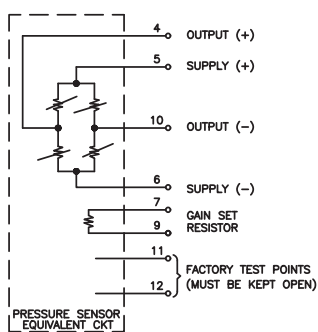 4 OUTPUT (+)
5 SUPPLY (+)
10 OUTPUT (-)
6 SUPPLY (-)
7
GAIN SET
RESISTOR
9
11
FACTORY TEST POINTS
(MUST BE KEPT OPEN)
12
PRESSURE SENSOR
EQUIVALENT CKT